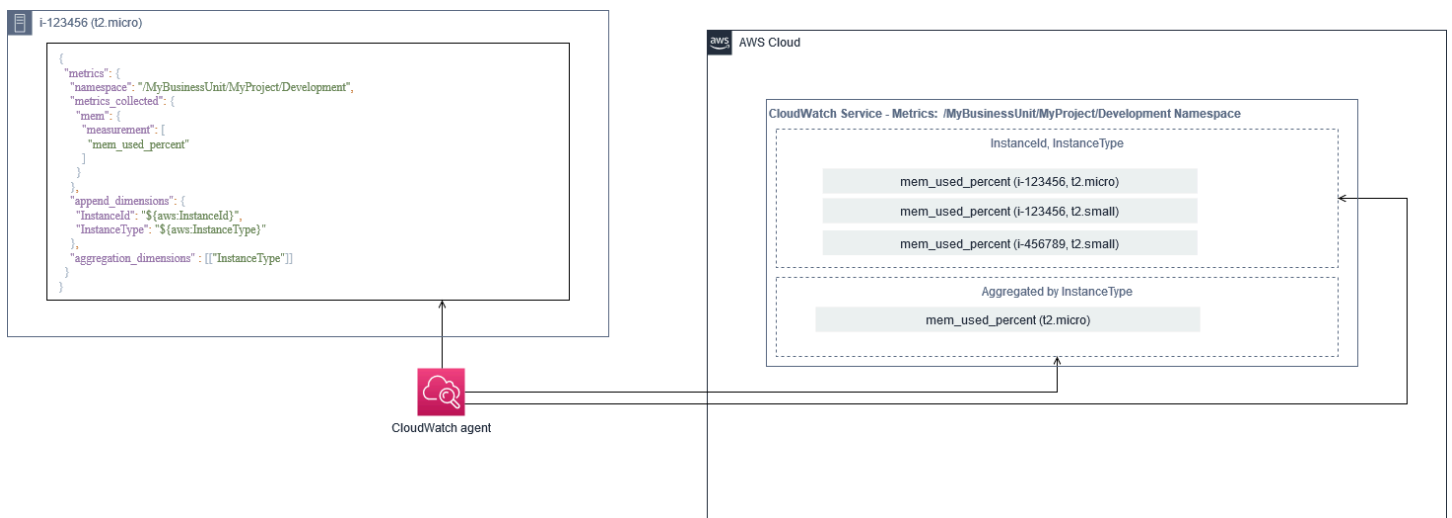 i-123456 (t2.micro)
{
"metrics": {
"namespace": "/MyBusinessUnit/MyProject/Development",
"metrics_collected": {
"mem": {
"measurement": [
"mem_used_percent"
]
}
},
"append_dimensions": {
"InstanceId": "${aws:InstanceId}",
"InstanceType": "${aws:InstanceType}"
},
"aggregation_dimensions" : [["InstanceType"]]
}
}
CloudWatch agent
aws
AWS Cloud
CloudWatch Service - Metrics: /MyBusinessUnit/MyProject/Development Namespace
InstanceId, InstanceType
mem_used_percent (i-123456, t2.micro)
mem_used_percent (i-123456, t2.small)
mem_used_percent (i-456789, t2.small)
Aggregated by InstanceType
mem_used_percent (t2.micro)